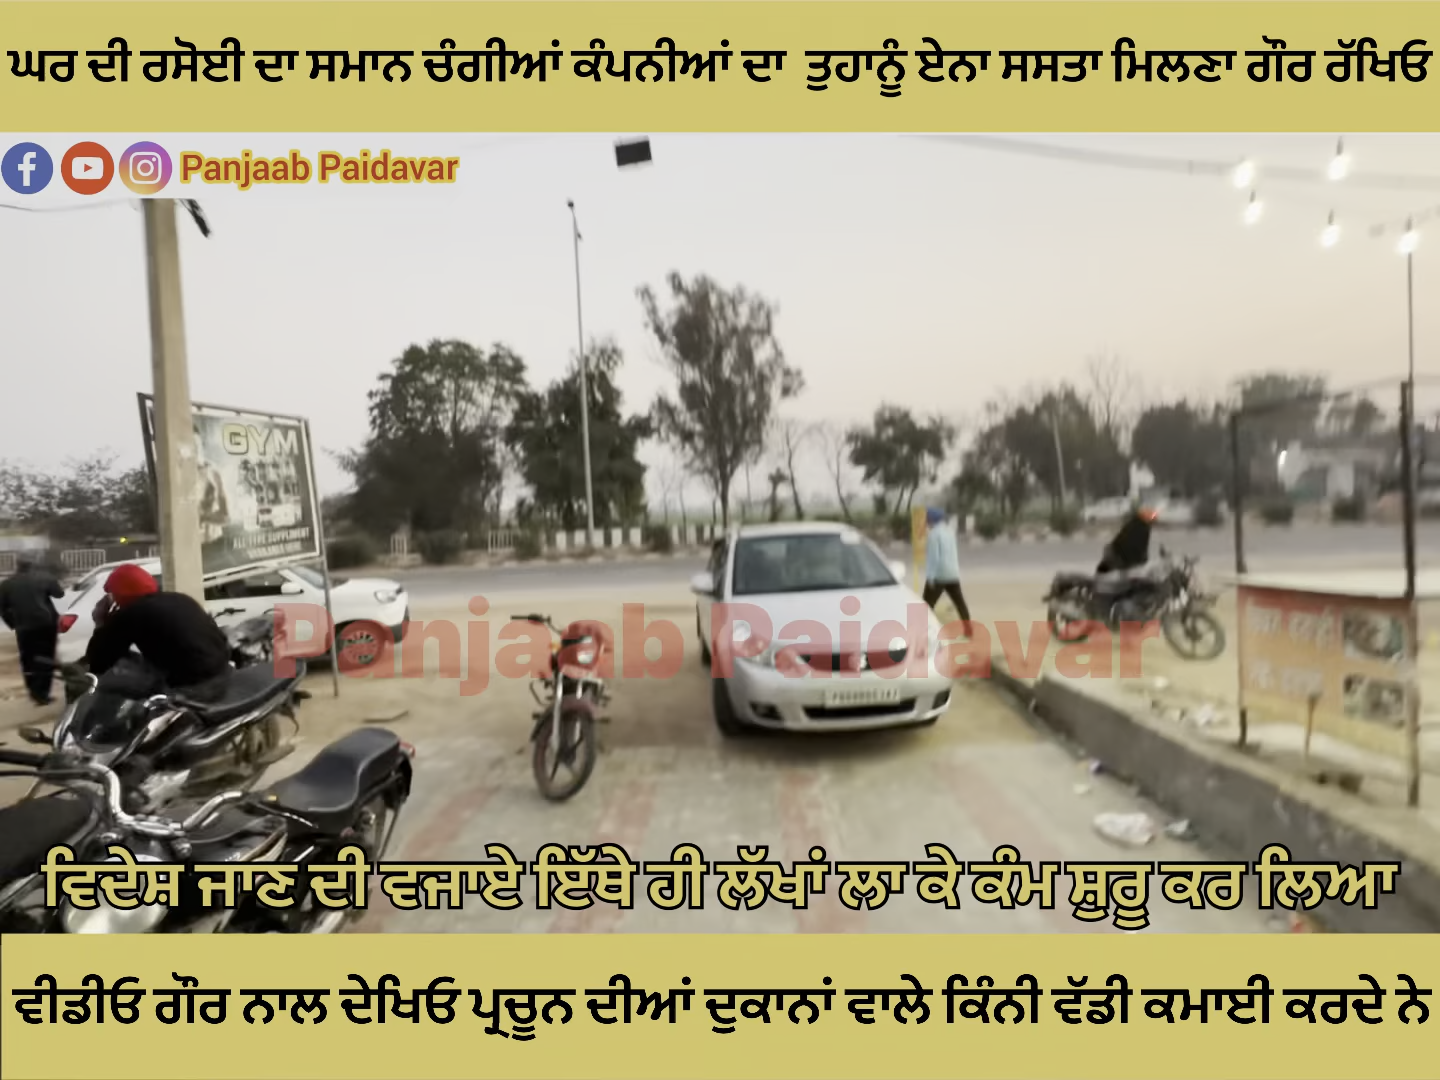 ਘਰ ਦੀ ਰਸੋਈ ਦਾ ਸਮਾਨ ਚੰਗੀਆਂ ਕੰਪਨੀਆਂ ਦਾ ਤੁਹਾਨੂੰ ਏਨਾ ਸਸਤਾ ਮਿਲਣਾ ਗੌਰ ਰੱਖਿਓ
Panjaab Paidavar
GYM
Panjaab Paidavar
ਵਿਦੇਸ਼ ਜਾਣ ਦੀ ਵਜਾਏ ਇੱਥੇ ਹੀ ਲੱਖਾਂ ਲਾ ਕੇ ਕੰਮ ਸ਼ੁਰੂ ਕਰ ਲਿਆ
ਵੀਡੀਓ ਗੌਰ ਨਾਲ ਦੇਖਿਓ ਪ੍ਰਚੂਨ ਦੀਆਂ ਦੁਕਾਨਾਂ ਵਾਲੇ ਕਿੰਨੀ ਵੱਡੀ ਕਮਾਈ ਕਰਦੇ ਨੇ